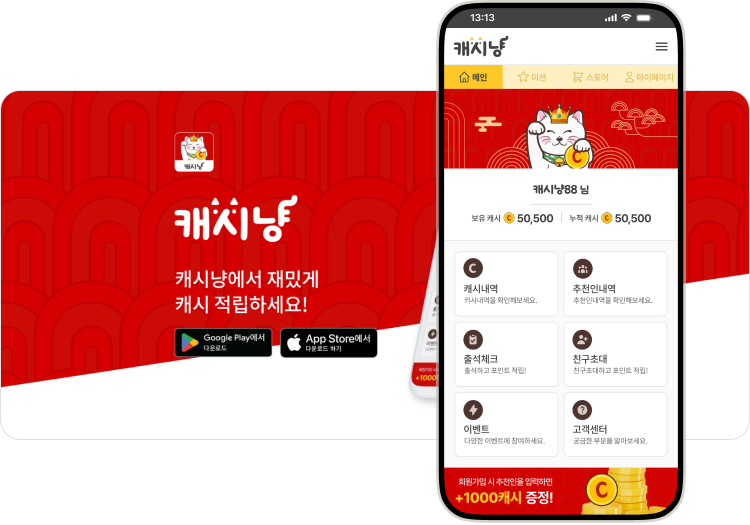 캐시냥
캐시냥
캐시냥에서 재밌게
캐시 적립하세요!
Google Play에서
다운로드
App Store에서
다운로드 하기
+1000
13:13
캐시냥
메인
미션
스토어
마이페이지
C
캐시냥88 님
보유 캐시 C 50,500
누적 캐시 C 50,500
C
캐시내역
캐시내역을 확인해보세요.
추천인내역
추천인내역을 확인해보세요.
출석체크
출석하고 포인트 적립!
친구초대
친구초대하고 포인트 적립!
이벤트
다양한 이벤트에 참여하세요.
고객센터
궁금한 부분을 알아보세요.
회원가입 시 추천인을 입력하면
+1000캐시 증정!
C